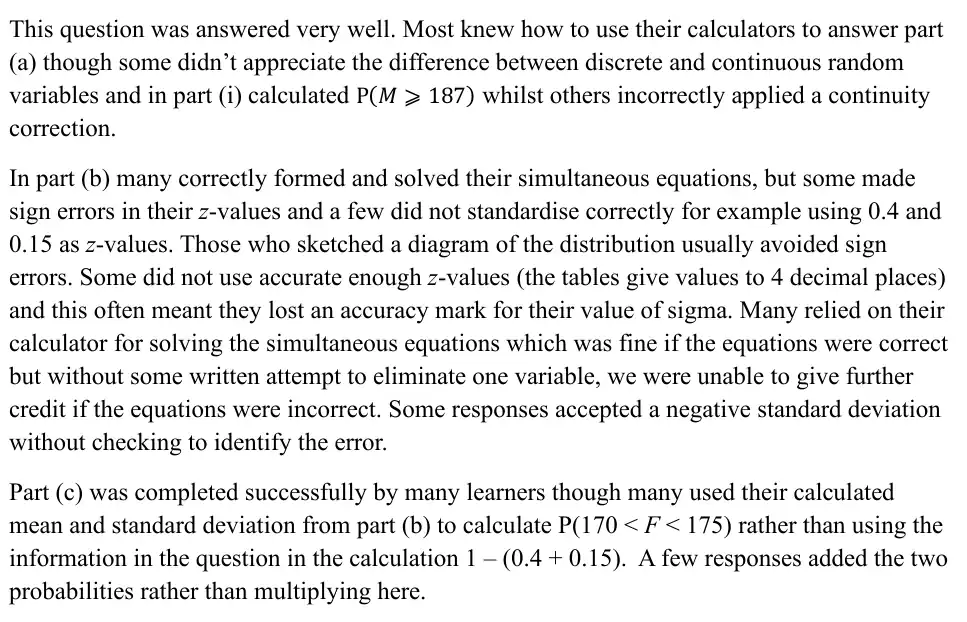 This question was answered very well. Most knew how to use their calculators to answer part
(a) though some didn’t appreciate the difference between discrete and continuous random
variables and in part (i) calculated P(M ⩾ 187) whilst others incorrectly applied a continuity
correction.
In part (b) many correctly formed and solved their simultaneous equations, but some made
sign errors in their z-values and a few did not standardise correctly for example using 0.4 and
0.15 as z-values. Those who sketched a diagram of the distribution usually avoided sign
errors. Some did not use accurate enough z-values (the tables give values to 4 decimal places)
and this often meant they lost an accuracy mark for their value of sigma. Many relied on their
calculator for solving the simultaneous equations which was fine if the equations were correct
but without some written attempt to eliminate one variable, we were unable to give further
credit if the equations were incorrect. Some responses accepted a negative standard deviation
without checking to identify the error.
Part (c) was completed successfully by many learners though many used their calculated
mean and standard deviation from part (b) to calculate P(170 < F < 175) rather than using the
information in the question in the calculation 1 – (0.4 + 0.15). A few responses added the two
probabilities rather than multiplying here.